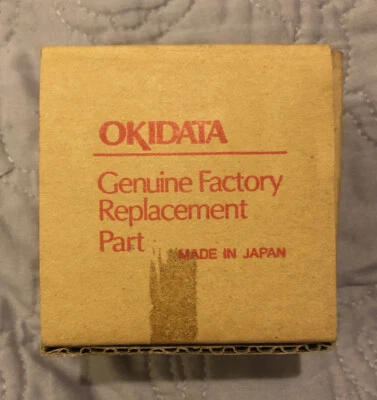 OKIDATA
Genuine Factory
Replacement
Part
MADE IN JAPAN